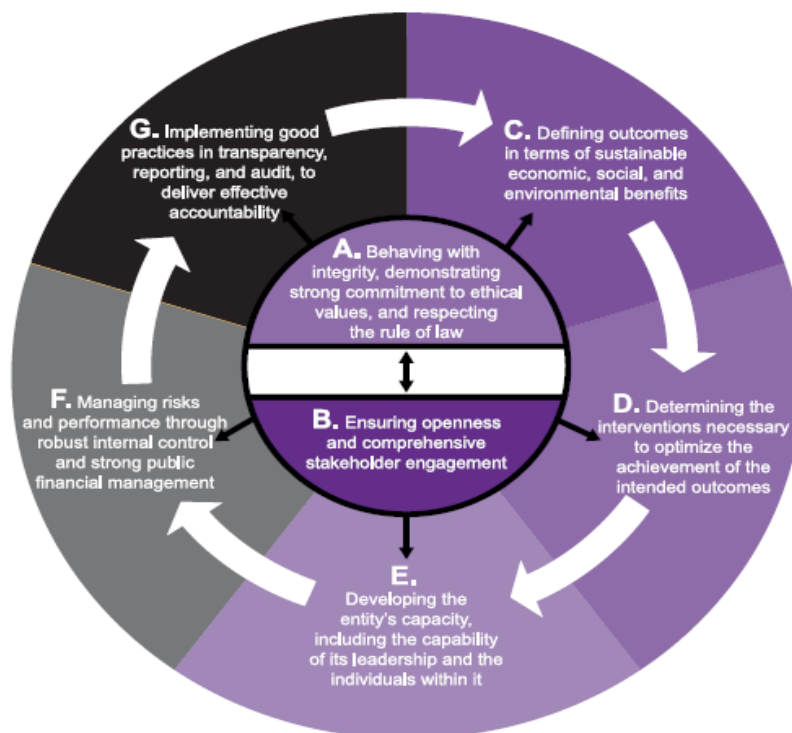 G. Implementing good
practices in transparency,
reporting, and audit, to
deliver effective
accountability
C. Defining outcomes
in terms of sustainable
economic, social, and
environmental benefits
A. Behaving with
integrity, demonstrating
strong commitment to ethical
values, and respecting
the rule of law
F. Managing risks
and performance through
robust internal control
and strong public
financial management
B. Ensuring openness
and comprehensive
stakeholder engagement
D. Determining the
interventions necessary
to optimize the
achievement of the
intended outcomes
E.
Developing the
entity's capacity,
including the capability
of its leadership and the
individuals within it